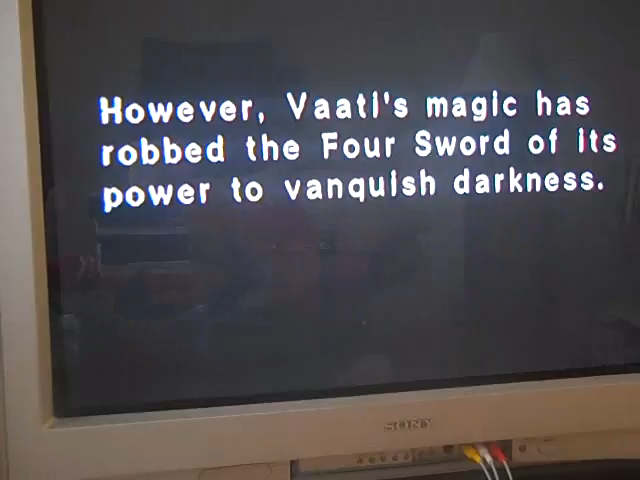 However, Vaati's magic has
robbed the Four Sword of its
power to vanquish darkness.
SONY